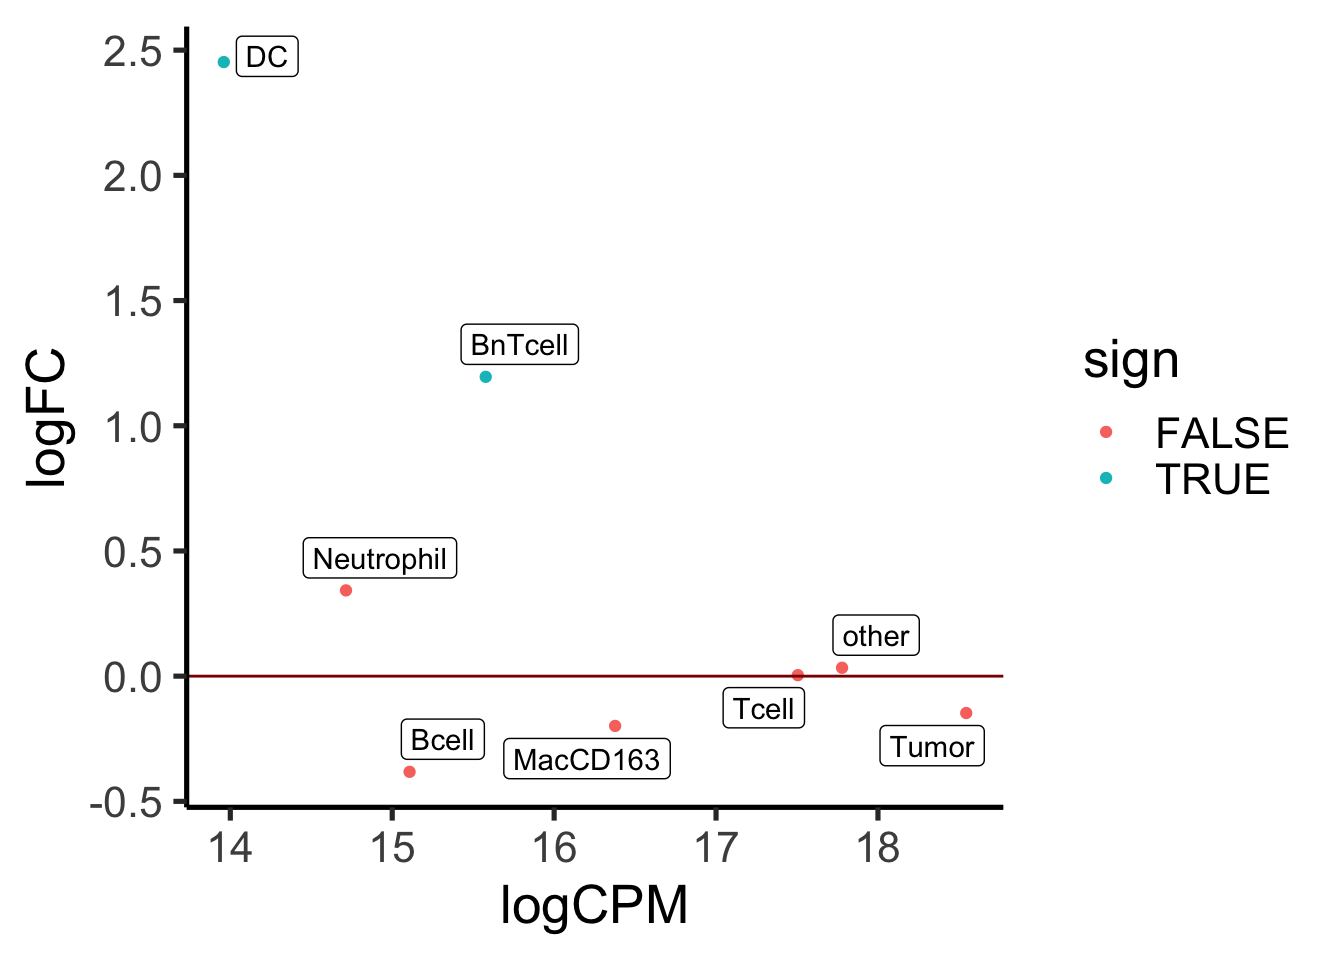 2.5
2.0
1.5
1.0
0.5
0.0
-0.5
logFC
DC
BnTcell
Neutrophil
other
Tcell
Bcell
MacCD163
Tumor
14 15 16 17 18
logCPM
sign
FALSE
TRUE